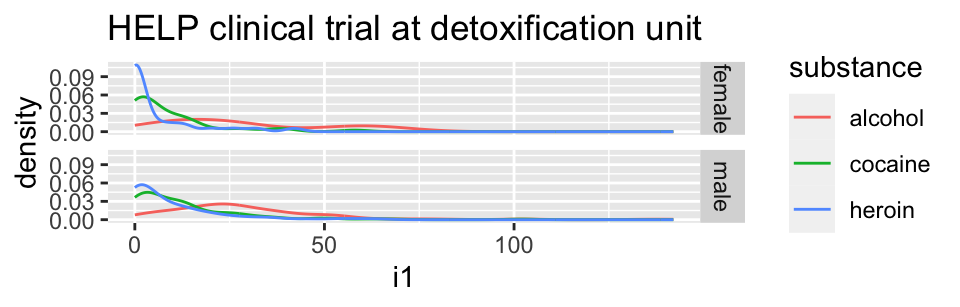 HELP clinical trial at detoxification unit
density
0.09
0.06
0.03
0.00
female
0.09
0.06
0.03
0.00
male
0
50
100
i1
substance
alcohol
cocaine
heroin